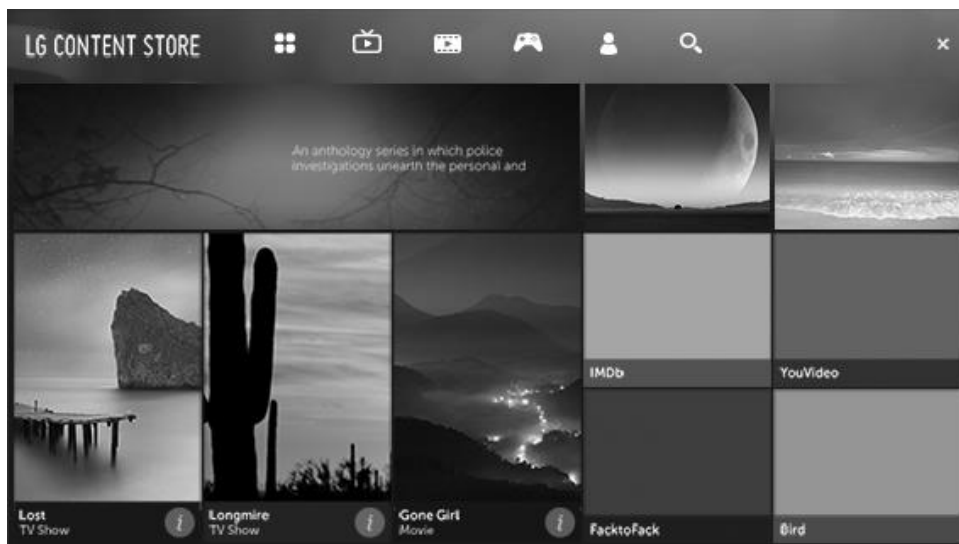 LG CONTENT STORE
An anthology series in which police
investigations unearth the personal and
IMDb
YouVideo
Lost
TV Show
i
Longmire
TV Show
i
Gone Girl
Movie
i
FacktoFack
Bird